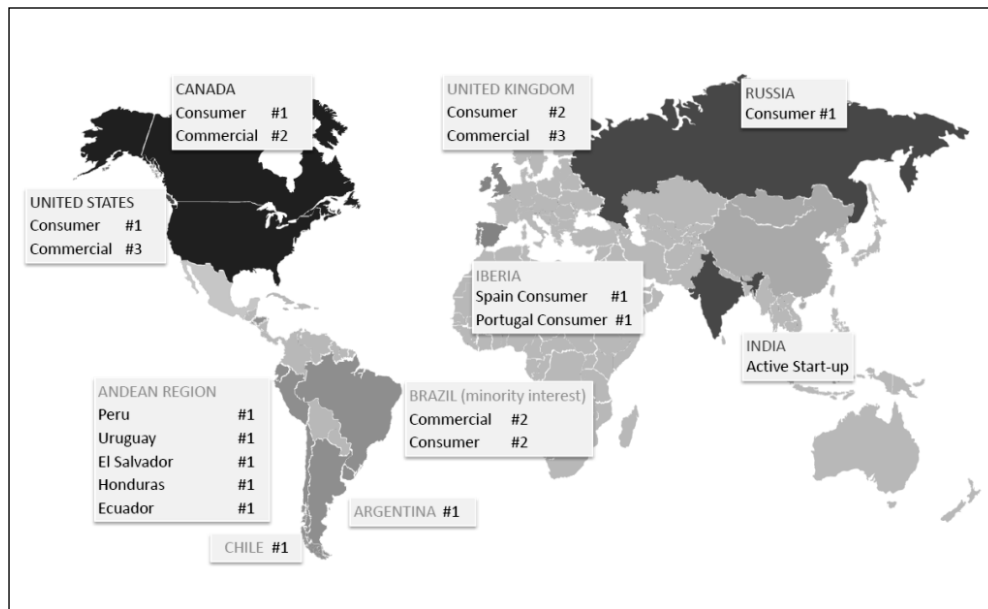 CANADA
Consumer #1
Commercial #2
UNITED KINGDOM
Consumer #2
Commercial #3
RUSSIA
Consumer #1
UNITED STATES
Consumer #1
Commercial #3
IBERIA
Spain Consumer #1
Portugal Consumer #1
INDIA
Active Start-up
ANDEAN REGION
Peru #1
Uruguay #1
El Salvador #1
Honduras #1
Ecuador #1
BRAZIL (minority interest)
Commercial #2
Consumer #2
ARGENTINA #1
CHILE #1